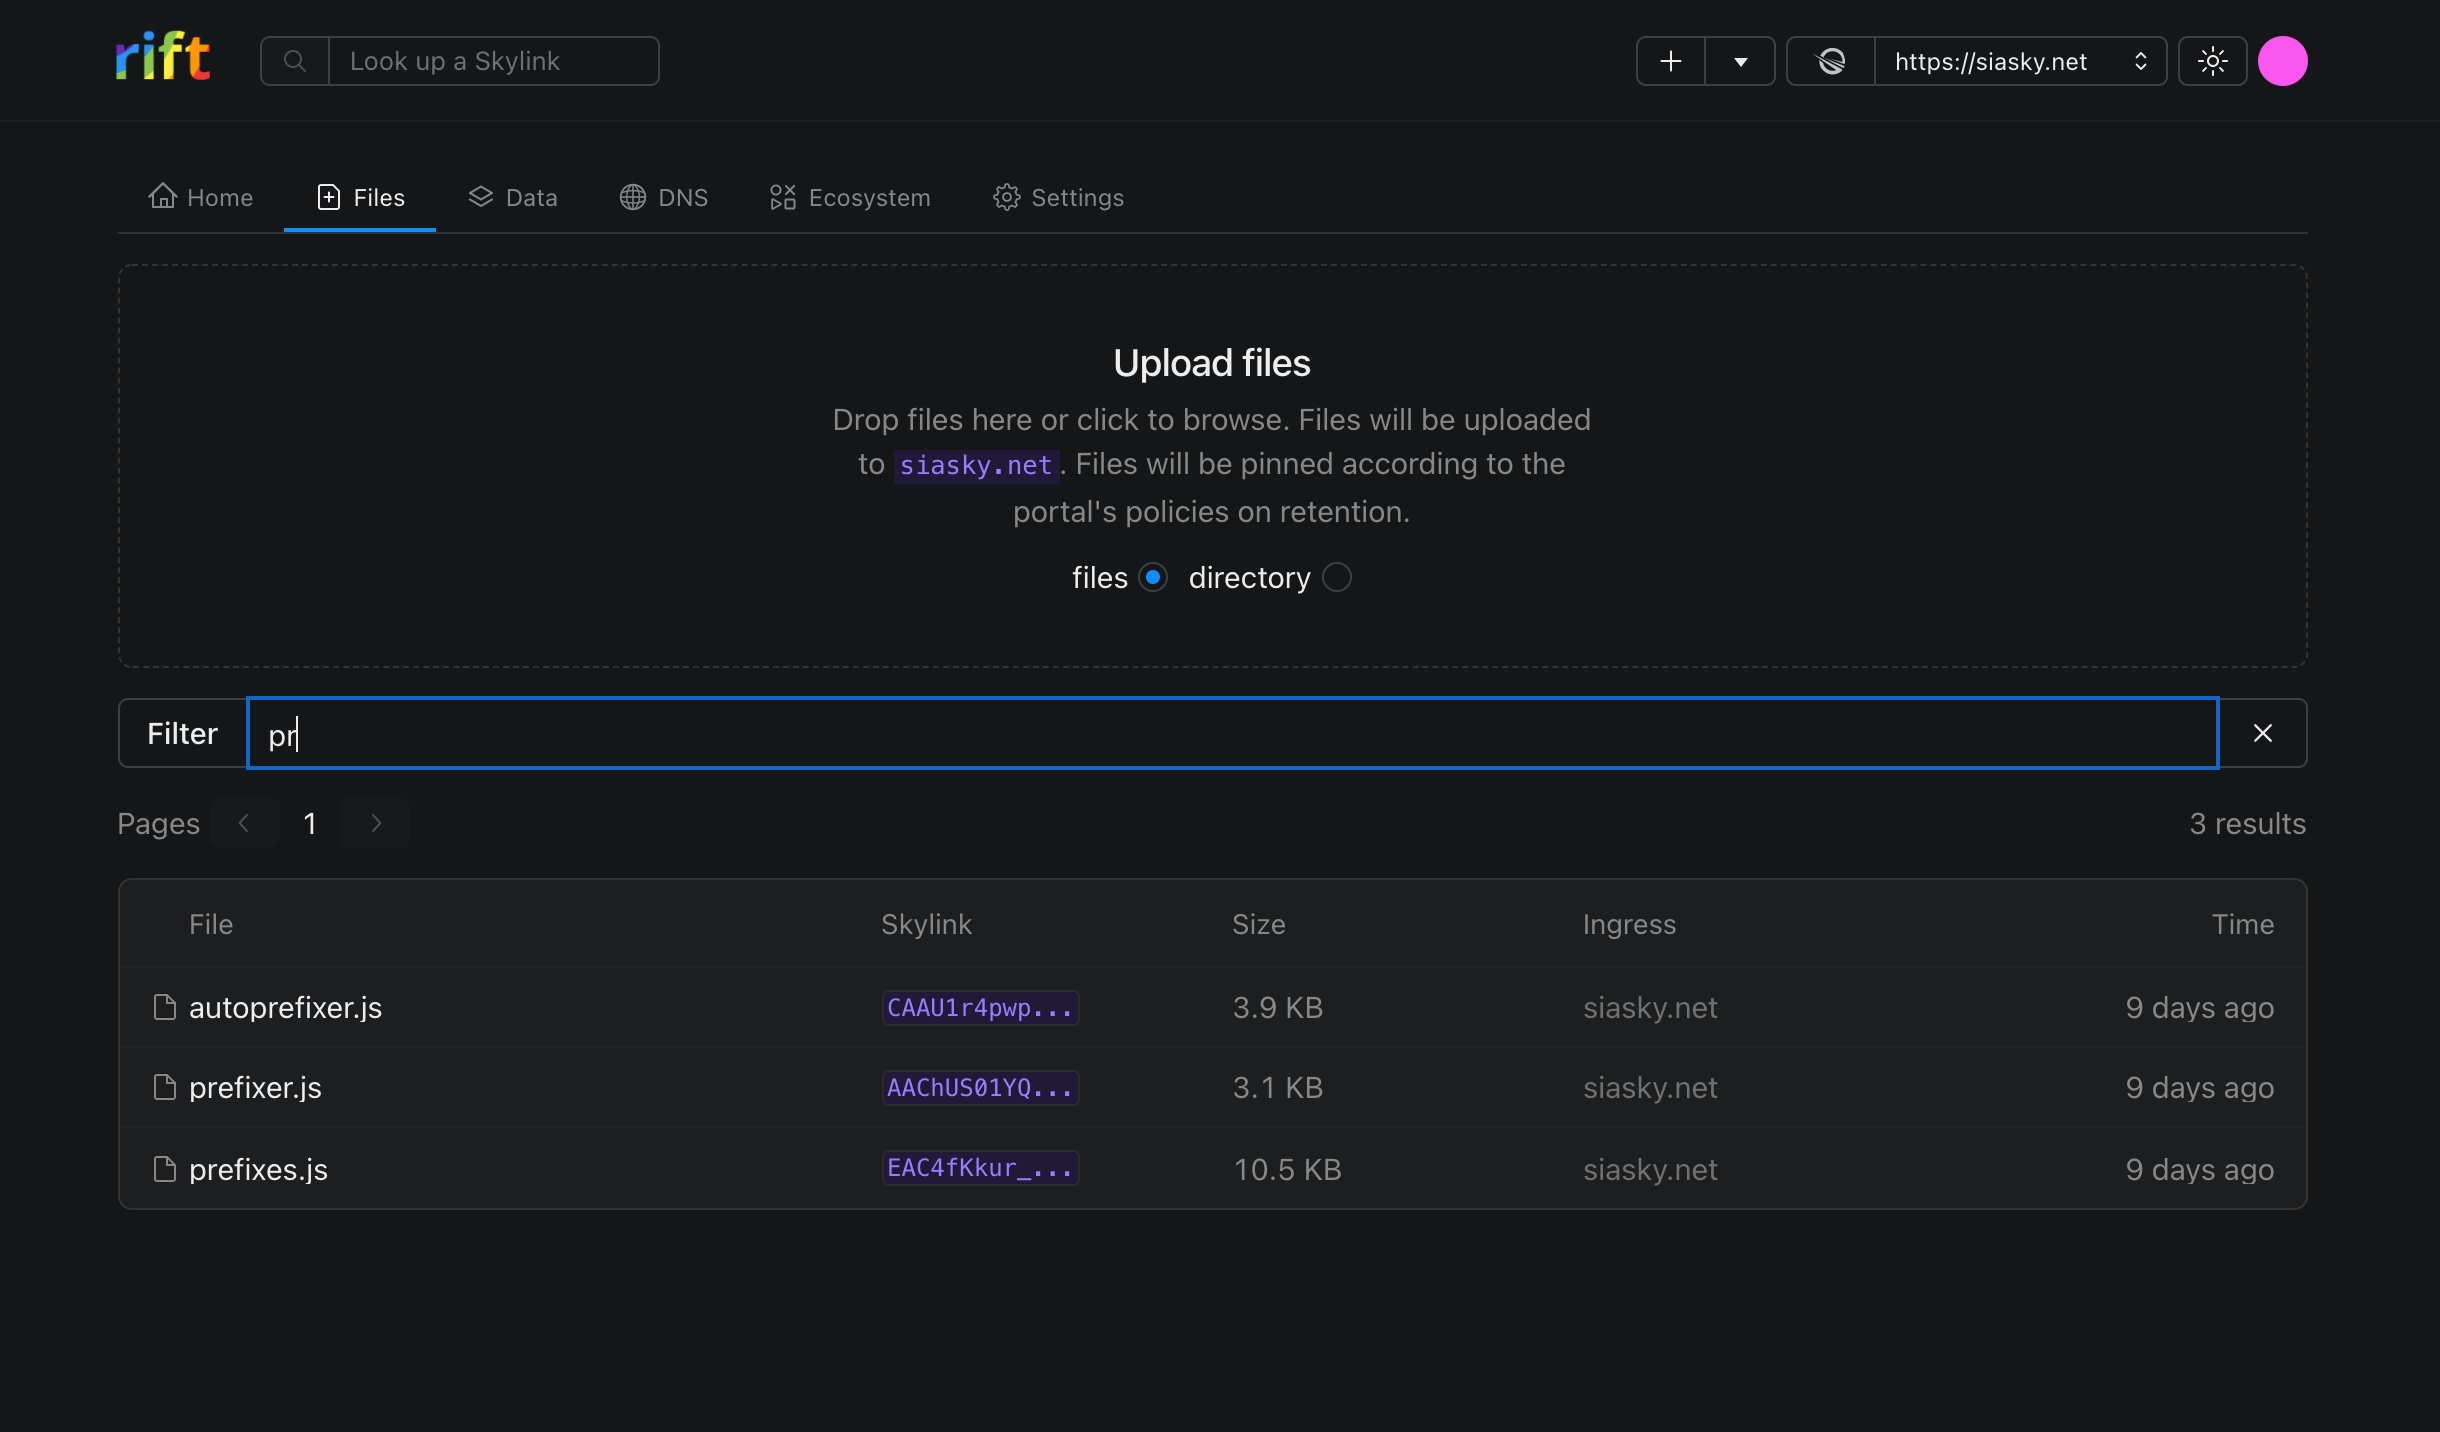 rift
Look up a Skylink
https://siasky.net
Home
Files
Data
DNS
Ecosystem
Settings
Upload files
Drop files here or click to browse. Files will be uploaded
to siasky.net. Files will be pinned according to the
portal's policies on retention.
files directory
Filter pr
Pages 1 3 results
File Skylink Size Ingress Time
autoprefixer.js CAAU1r4pwp... 3.9 KB siasky.net 9 days ago
prefixer.js AAChUS01YQ... 3.1 KB siasky.net 9 days ago
prefixes.js EAC4fKkur_... 10.5 KB siasky.net 9 days ago